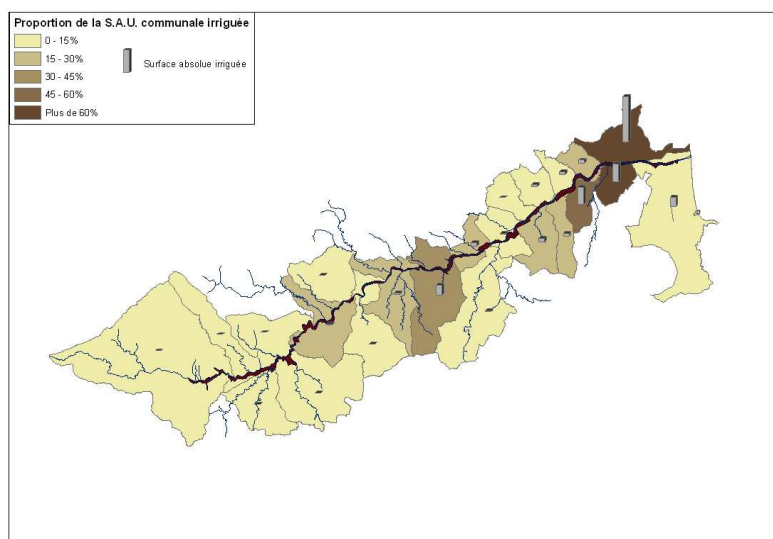 Proportion de la S.A.U. communale irriguée
0 - 15%
15 - 30%
30 - 45%
45 - 60%
Plus de 60%
Surface absolue irriguée